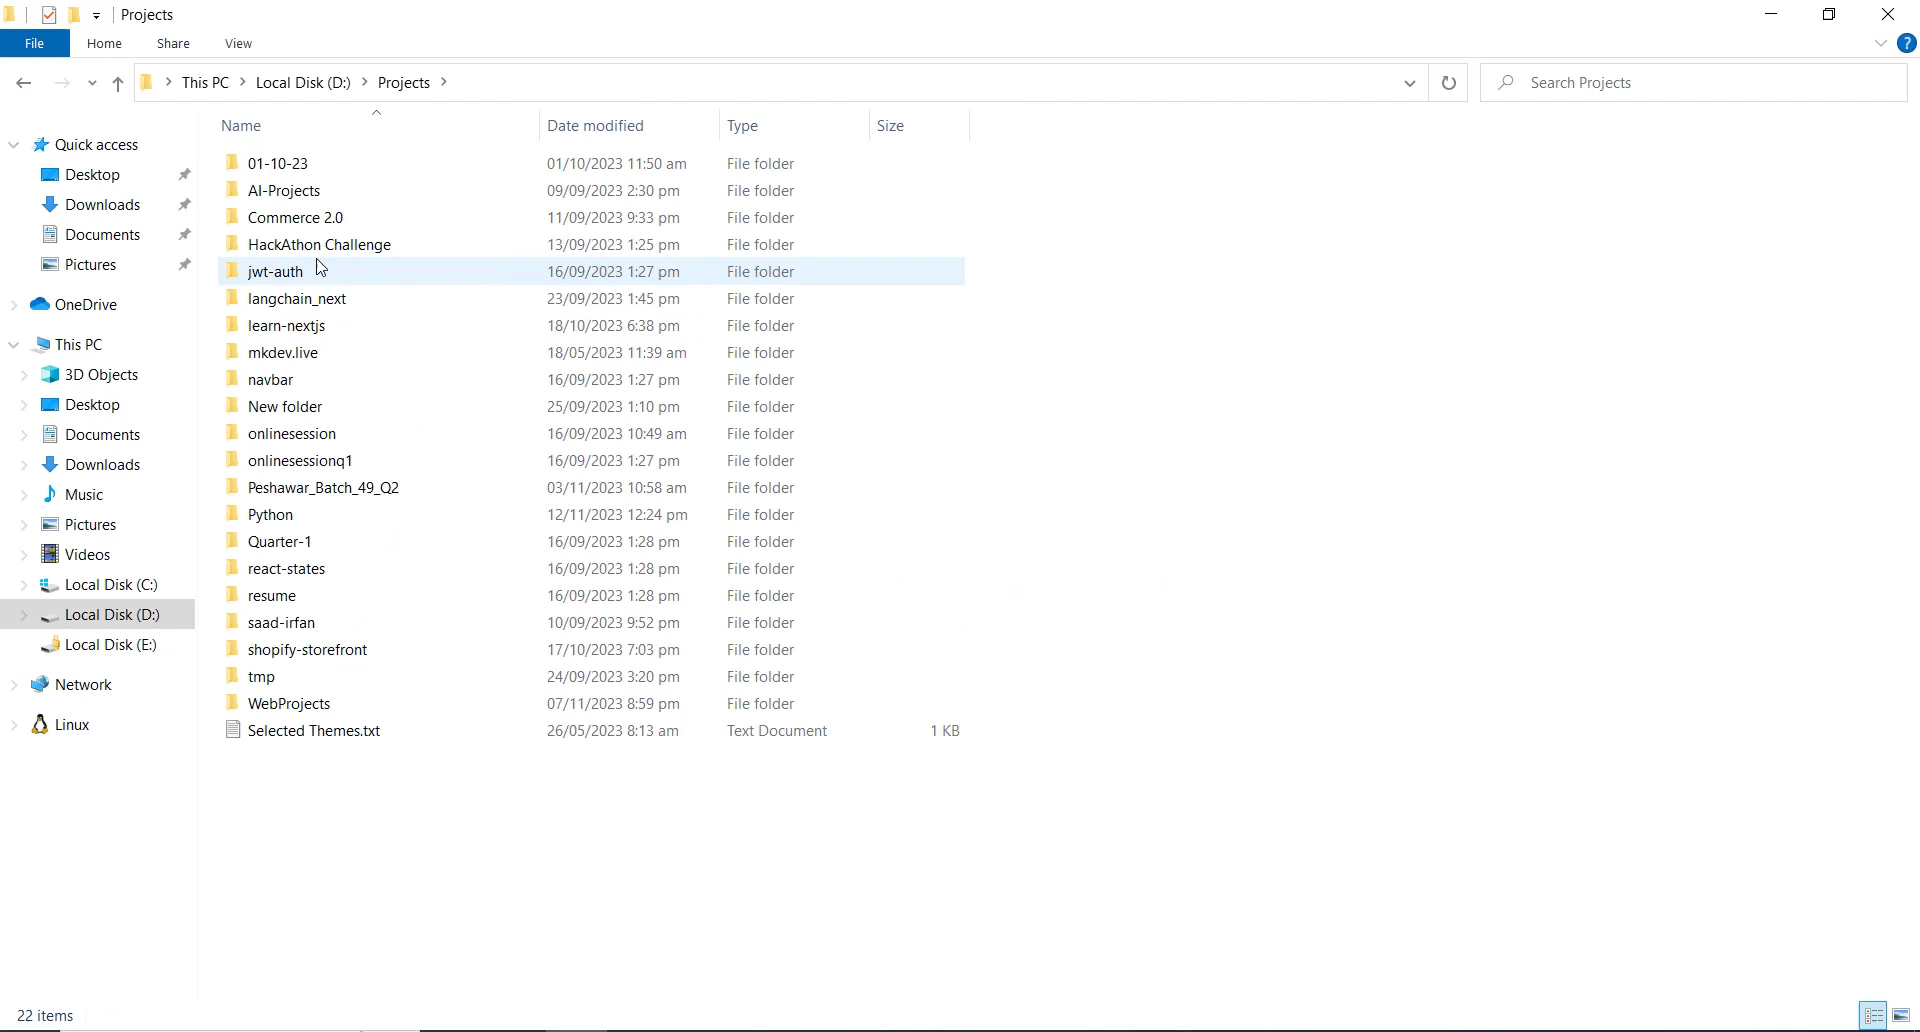 Projects
File Home Share View
This PC Local Disk (D:) Projects Search Projects
Name Date modified Type Size
Quick access
Desktop
Downloads
Documents
Pictures
OneDrive
This PC
3D Objects
Desktop
Documents
Downloads
Music
Pictures
Videos
Local Disk (C:)
Local Disk (D:)
Local Disk (E:)
Network
Linux
01-10-23 01/10/2023 11:50 am File folder
AI-Projects 09/09/2023 2:30 pm File folder
Commerce 2.0 11/09/2023 9:33 pm File folder
HackAthon Challenge 13/09/2023 1:25 pm File folder
jwt-auth 16/09/2023 1:27 pm File folder
langchain_next 23/09/2023 1:45 pm File folder
learn-nextjs 18/10/2023 6:38 pm File folder
mkdev.live 18/05/2023 11:39 am File folder
navbar 16/09/2023 1:27 pm File folder
New folder 25/09/2023 1:10 pm File folder
onlinesession 16/09/2023 10:49 am File folder
onlinesessionq1 16/09/2023 1:27 pm File folder
Peshawar_Batch_49_Q2 03/11/2023 10:58 am File folder
Python 12/11/2023 12:24 pm File folder
Quarter-1 16/09/2023 1:28 pm File folder
react-states 16/09/2023 1:28 pm File folder
resume 16/09/2023 1:28 pm File folder
saad-irfan 10/09/2023 9:52 pm File folder
shopify-storefront 17/10/2023 7:03 pm File folder
tmp 24/09/2023 3:20 pm File folder
WebProjects 07/11/2023 8:59 pm File folder
Selected Themes.txt 26/05/2023 8:13 am Text Document 1 KB
22 items